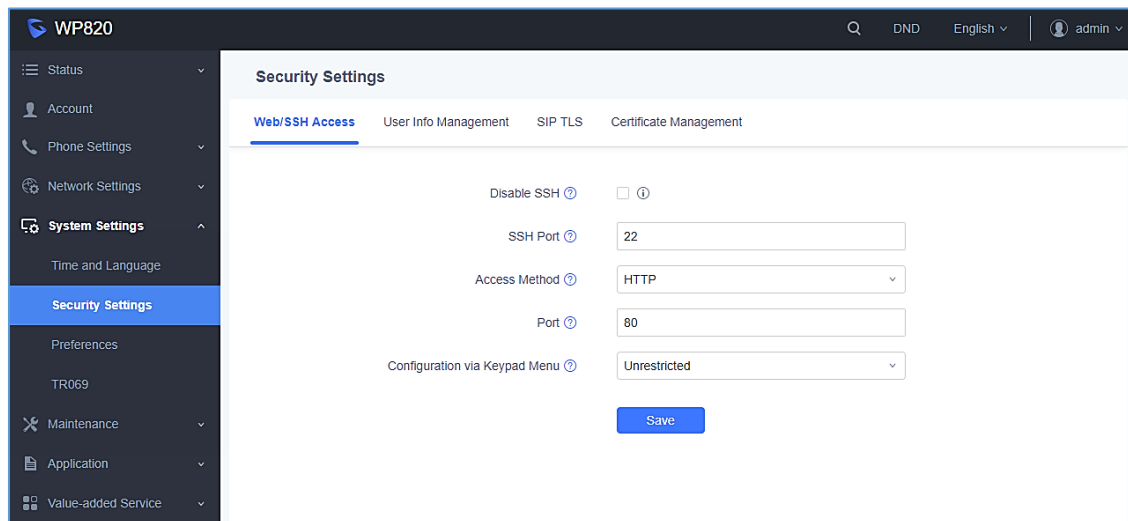 WP820
DND
English
admin
Status
Account
Phone Settings
Network Settings
System Settings
Time and Language
Security Settings
Preferences
TR069
Maintenance
Application
Value-added Service
Security Settings
Web/SSH Access User Info Management SIP TLS Certificate Management
Disable SSH
SSH Port 22
Access Method HTTP
Port 80
Configuration via Keypad Menu Unrestricted
Save